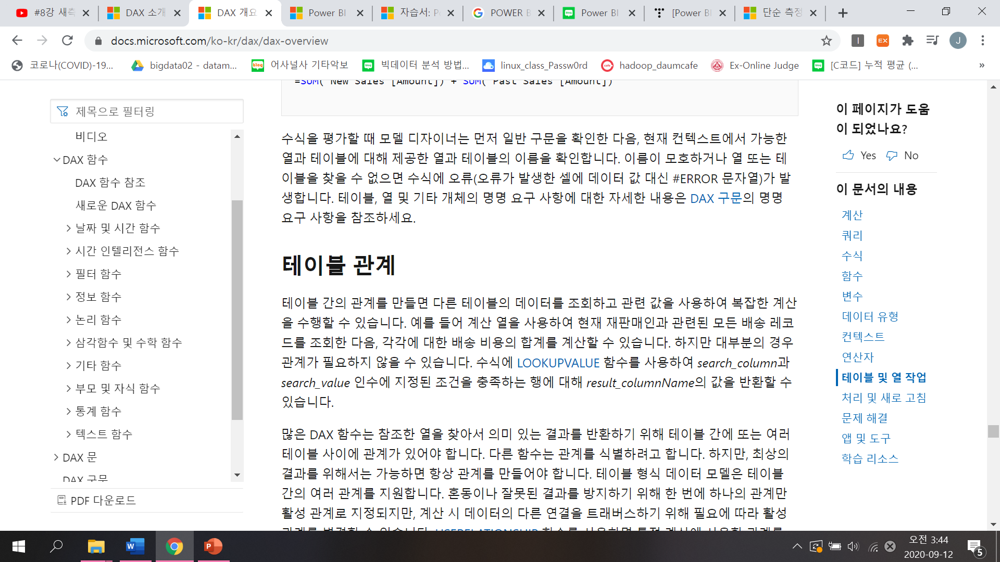 #8강 새측
DAX 소개
DAX 개요
Power BI
자습서: Po
POWER B
Power BI
[Power BI
단순 측정
docs.microsoft.com/ko-kr/dax/dax-overview
코로나(COVID)-19...
bigdata02 - datam...
어사널사 기타악보
빅데이터 분석 방법...
linux_class_Passw0rd
hadoop_daumcafe
Ex-Online Judge
[C코드] 누적 평균 (...
»
=SUM('New Sales'[Amount]) + SUM('Past Sales'[Amount])
제목으로 필터링
비디오
DAX 함수
DAX 함수 참조
새로운 DAX 함수
날짜 및 시간 함수
시간 인텔리전스 함수
필터 함수
정보 함수
논리 함수
삼각함수 및 수학 함수
기타 함수
부모 및 자식 함수
통계 함수
텍스트 함수
DAX 문
DAX 구문
PDF 다운로드
수식을 평가할 때 모델 디자이너는 먼저 일반 구문을 확인한 다음, 현재 컨텍스트에서 가능한
열과 테이블에 대해 제공한 열과 테이블의 이름을 확인합니다. 이름이 모호하거나 열 또는 테
이블을 찾을 수 없으면 수식에 오류(오류가 발생한 셀에 데이터 값 대신 #ERROR 문자열)가 발
생합니다. 테이블, 열 및 기타 개체의 명명 요구 사항에 대한 자세한 내용은 DAX 구문의 명명
요구 사항을 참조하세요.
테이블 관계
테이블 간의 관계를 만들면 다른 테이블의 데이터를 조회하고 관련 값을 사용하여 복잡한 계산
을 수행할 수 있습니다. 예를 들어 계산 열을 사용하여 현재 재판매인과 관련된 모든 배송 레코
드를 조회한 다음, 각각에 대한 배송 비용의 합계를 계산할 수 있습니다. 하지만 대부분의 경우
관계가 필요하지 않을 수 있습니다. 수식에 LOOKUPVALUE 함수를 사용하여 search_column과
search_value 인수에 지정된 조건을 충족하는 행에 대해 result_columnName의 값을 반환할 수
있습니다.
많은 DAX 함수는 참조한 열을 찾아서 의미 있는 결과를 반환하기 위해 테이블 간에 또는 여러
테이블 사이에 관계가 있어야 합니다. 다른 함수는 관계를 식별하려고 합니다. 하지만, 최상의
결과를 위해서는 가능하면 항상 관계를 만들어야 합니다. 테이블 형식 데이터 모델은 테이블
간의 여러 관계를 지원합니다. 혼동이나 잘못된 결과를 방지하기 위해 한 번에 하나의 관계만
활성 관계로 지정되지만, 계산 시 데이터의 다른 연결을 트래버스하기 위해 필요에 따라 활성
관계를 변경할 수 있습니다. USERELATIONSHIP 함수를 사용하면 특정 계산에 사용할 관계를
이 페이지가 도움
이 되었나요?
Yes No
이 문서의 내용
계산
쿼리
수식
함수
변수
데이터 유형
컨텍스트
연산자
테이블 및 열 작업
처리 및 새로 고침
문제 해결
앱 및 도구
학습 리소스
오전 3:44
2020-09-12
5